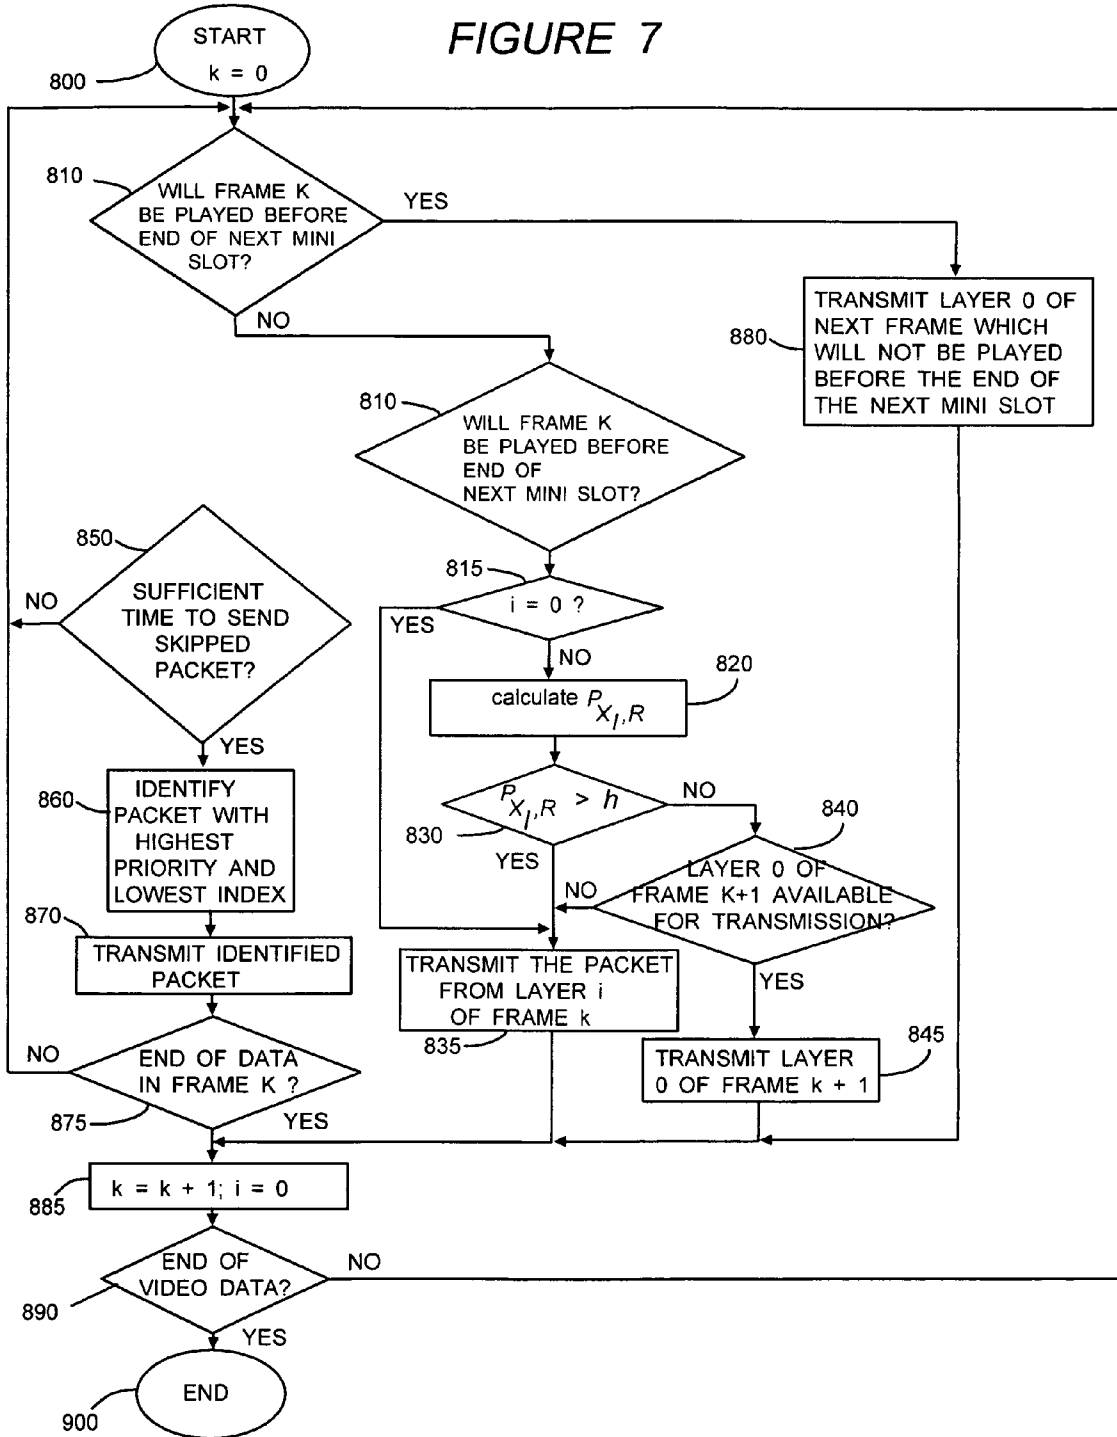 FIGURE 7
START
k = 0
800
810
WILL FRAME K
BE PLAYED BEFORE
END OF NEXT MINI
SLOT?
YES
NO
880
TRANSMIT LAYER 0 OF
NEXT FRAME WHICH
WILL NOT BE PLAYED
BEFORE THE END OF
THE NEXT MINI SLOT
810
WILL FRAME K
BE PLAYED BEFORE
END OF
NEXT MINI SLOT?
850
SUFFICIENT
TIME TO SEND
SKIPPED
PACKET?
NO
YES
815
i = 0 ?
YES
NO
820
calculate P X_I,R
P X_I,R > h
830
NO
YES
840
LAYER 0 OF
FRAME K+1 AVAILABLE
FOR TRANSMISSION?
NO
YES
860
IDENTIFY
PACKET WITH
HIGHEST
PRIORITY AND
LOWEST INDEX
870
TRANSMIT IDENTIFIED
PACKET
TRANSMIT THE PACKET
FROM LAYER i
OF FRAME k
835
TRANSMIT LAYER
0 OF FRAME k + 1
845
NO
END OF DATA
IN FRAME K ?
875
YES
885
k = k + 1; i = 0
END OF
VIDEO DATA?
890
NO
YES
END
900